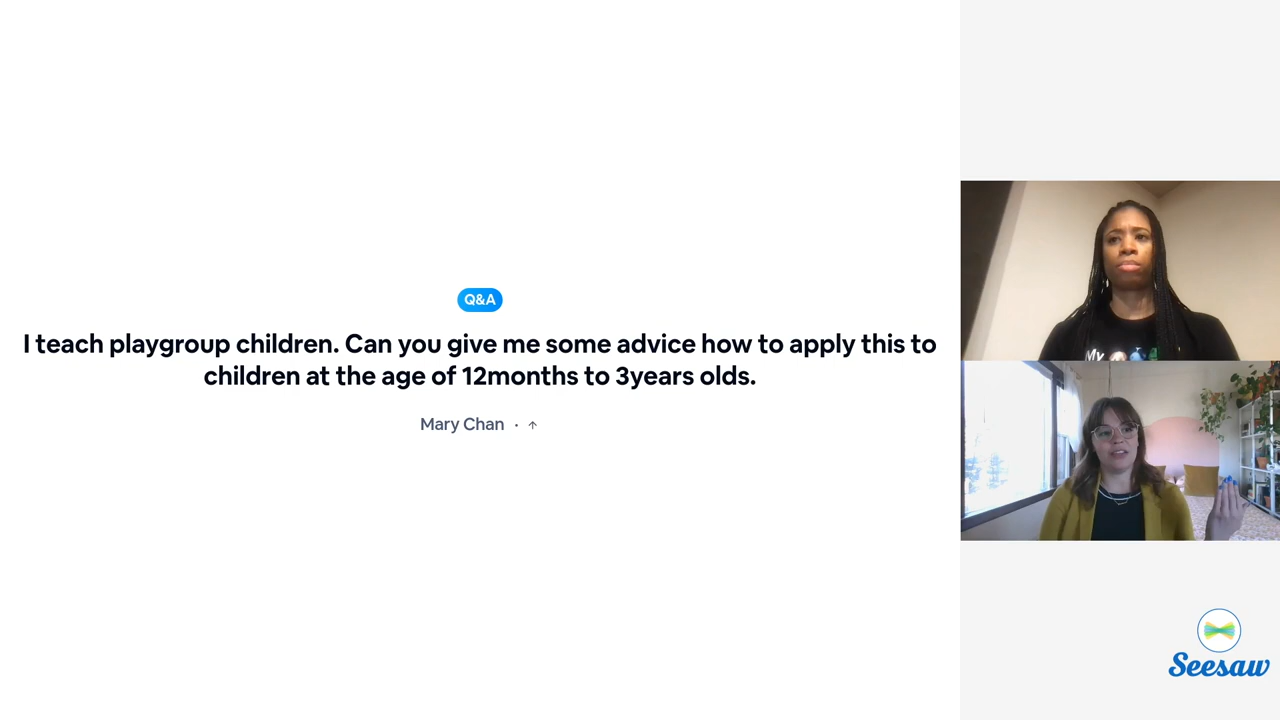 Q&A
I teach playgroup children. Can you give me some advice how to apply this to
children at the age of 12months to 3years olds.
Mary Chan · ↑
My
Seesaw